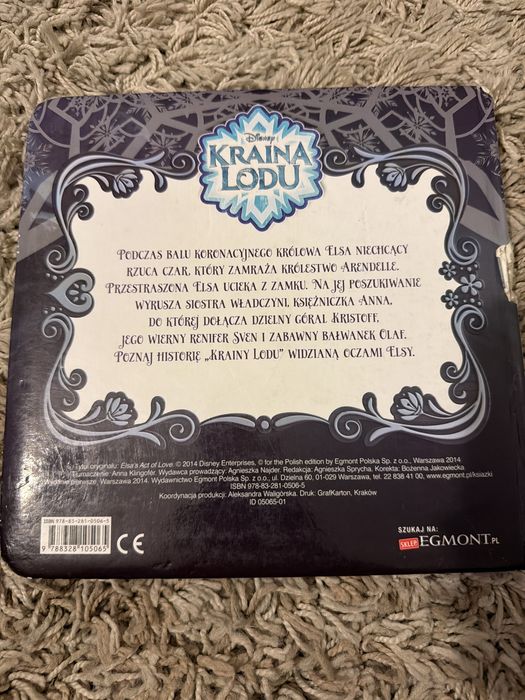 Disney
KRAINA
LODU
Podczas balu koronacyjnego królowa Elsa niechcący
rzuca czar, który zamraża królestwo Arendelle.
Przestraszona Elsa ucieka z zamku. Na jej poszukiwanie
wyrusza siostra władczyni, księżniczka Anna,
do której dołącza dzielny góral Kristoff,
jego wierny renifer Sven i zabawny bałwanek Olaf.
Poznaj historię „Krainy Lodu” widzianą oczami Elsy.
Tytuł oryginału: Elsa's Act of Love. © 2014 Disney Enterprises, © for the Polish edition by Egmont Polska Sp. z o.o., Warszawa 2014
Tłumaczenie: Anna Klingofer. Wydawca prowadzący: Agnieszka Najder. Redakcja: Agnieszka Sprycha. Korekta: Bożenna Jakowiecka
Wydanie pierwsze, Warszawa 2014. Wydawnictwo Egmont Polska Sp. z o.o., ul. Dzielna 60, 01-029 Warszawa, tel. 22 838 41 00, www.egmont.pl/ksiazki
ISBN 978-83-281-0506-5
Koordynacja produkcji: Aleksandra Waligórska. Druk: GrafKarton, Kraków
ID 05065-01
ISBN 978-83-281-0506-5
9 788328 105065
CE
SZUKAJ NA:
SKLEP EGMONT.PL